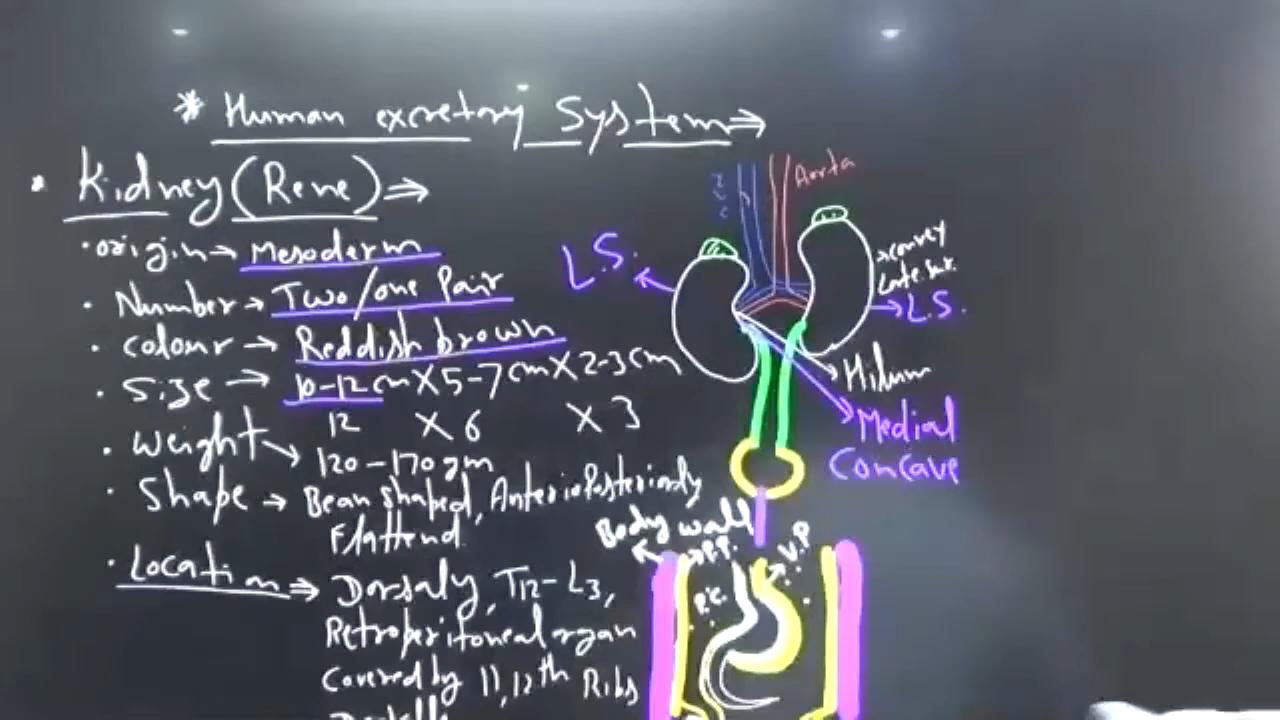 * Human excretory System ⇒
• Kidney (Rene) ⇒
• origin → Mesoderm
• Number → Two/one Pair
• colour → Reddish brown
• Size → 10-12 cm X 5-7 cm X 2-3 cm
12 X 6 X 3
• Weight → 120-170 gm
• Shape → Bean shaped, Anterioposteriorly
Flattend
• Location ⇒ Dorsaly, T12-L3,
Retroperitoneal organ
Covered by 11,12th Ribs
Aorta
IVC
L.S.
L.S.
Hilum
Medial
Concave
Body wall
P.P.
V.P
P.C.